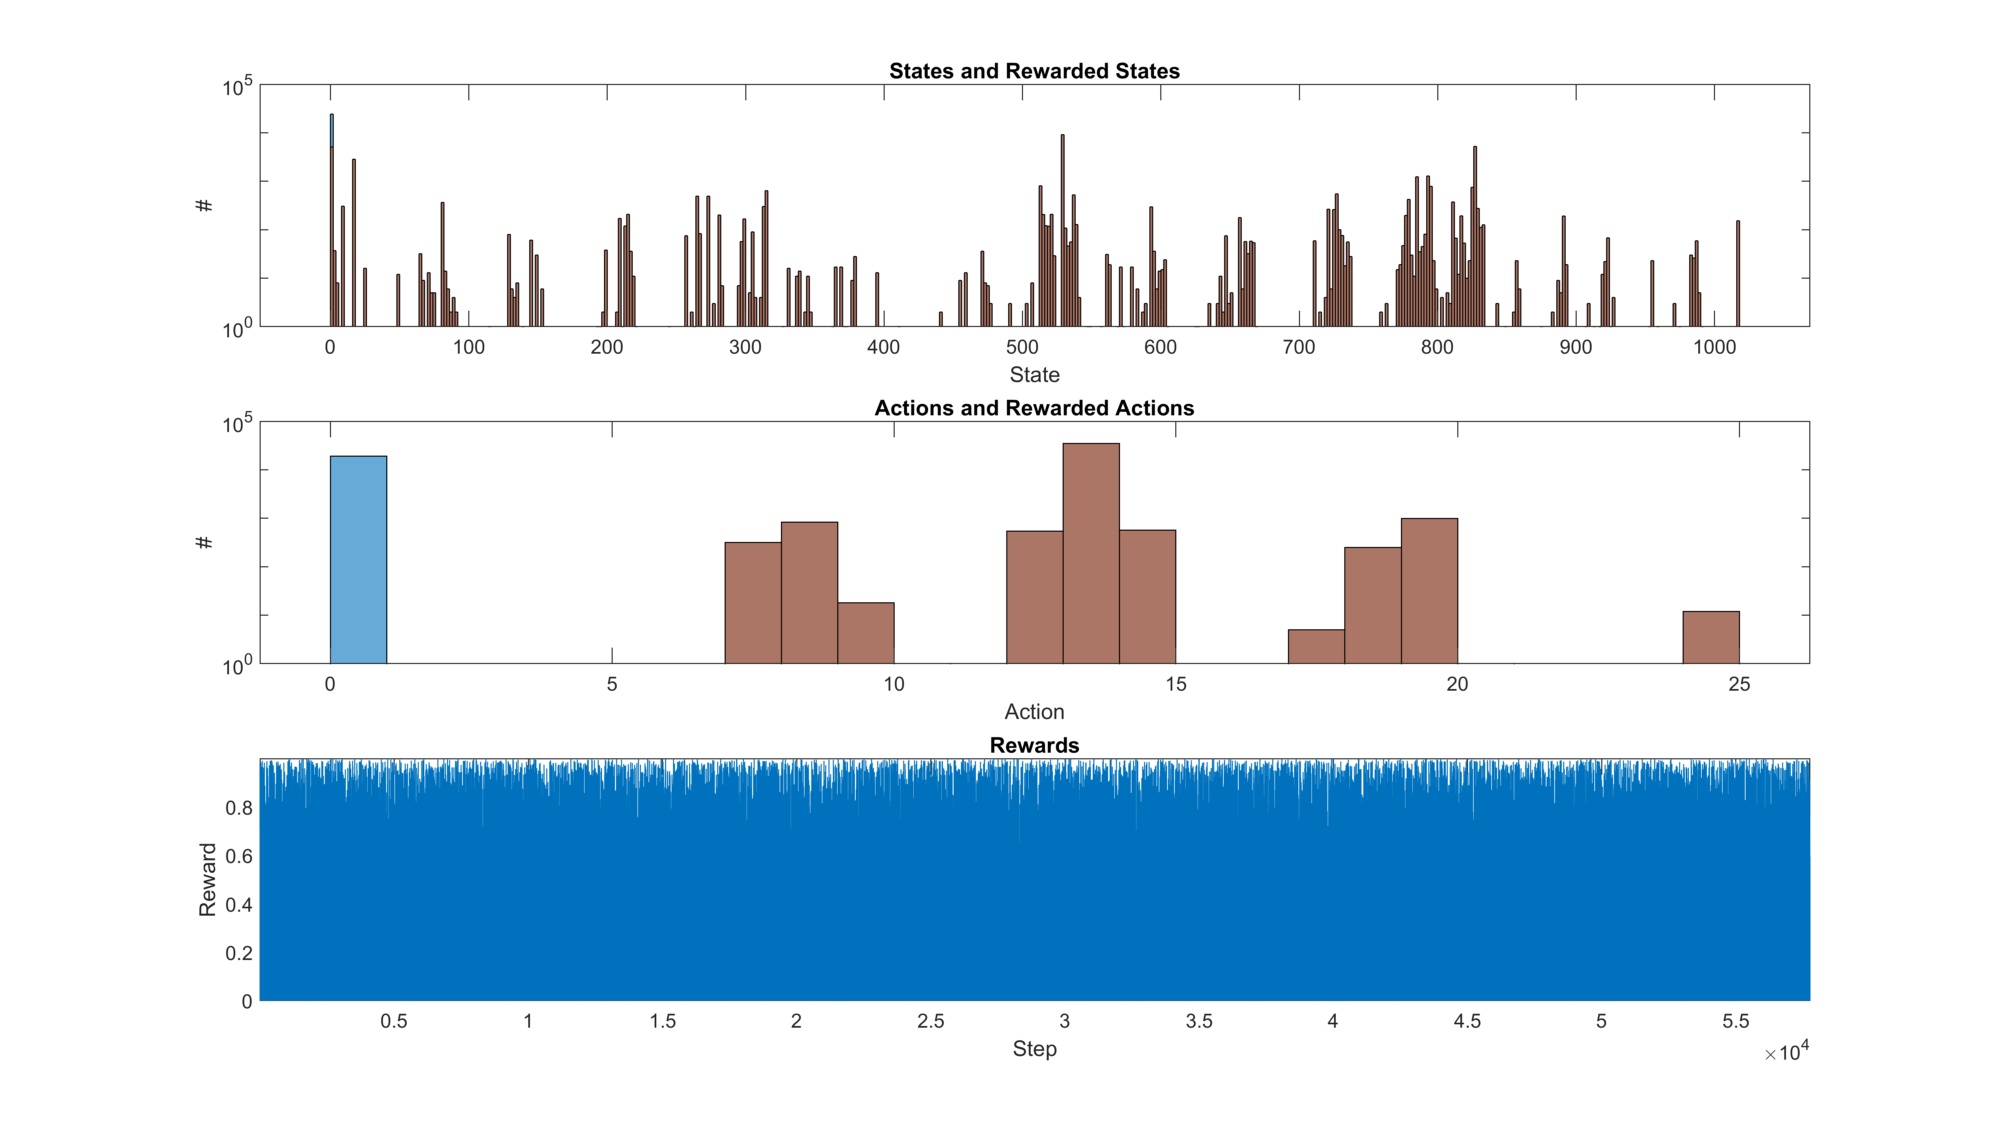 States and Rewarded States
10^5
#
10^0
0 100 200 300 400 500 600 700 800 900 1000
State
Actions and Rewarded Actions
10^5
#
10^0
0 5 10 15 20 25
Action
Rewards
0.8
0.6
Reward
0.4
0.2
0
0.5 1 1.5 2 2.5 3 3.5 4 4.5 5 5.5
Step
×10^4